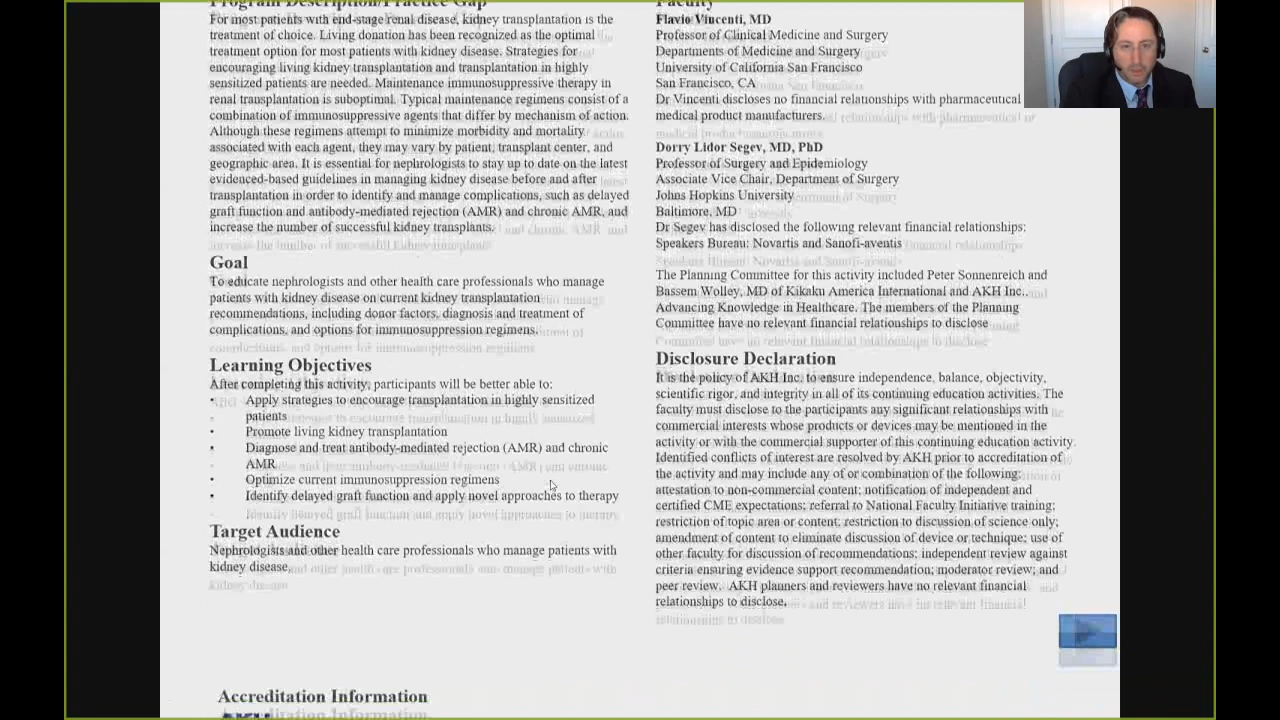 Program Description/Practice Gap
For most patients with end-stage renal disease, kidney transplantation is the
treatment of choice. Living donation has been recognized as the optimal
treatment option for most patients with kidney disease. Strategies for
encouraging living kidney transplantation and transplantation in highly
sensitized patients are needed. Maintenance immunosuppressive therapy in
renal transplantation is suboptimal. Typical maintenance regimens consist of a
combination of immunosuppressive agents that differ by mechanism of action.
Although these regimens attempt to minimize morbidity and mortality
associated with each agent, they may vary by patient, transplant center, and
geographic area. It is essential for nephrologists to stay up to date on the latest
evidenced-based guidelines in managing kidney disease before and after
transplantation in order to identify and manage complications, such as delayed
graft function and antibody-mediated rejection (AMR) and chronic AMR, and
increase the number of successful kidney transplants.
Goal
To educate nephrologists and other health care professionals who manage
patients with kidney disease on current kidney transplantation
recommendations, including donor factors, diagnosis and treatment of
complications, and options for immunosuppression regimens.
Learning Objectives
After completing this activity, participants will be better able to:
• Apply strategies to encourage transplantation in highly sensitized
patients
• Promote living kidney transplantation
• Diagnose and treat antibody-mediated rejection (AMR) and chronic
AMR
• Optimize current immunosuppression regimens
• Identify delayed graft function and apply novel approaches to therapy
Target Audience
Nephrologists and other health care professionals who manage patients with
kidney disease.
Faculty
Flavio Vincenti, MD
Professor of Clinical Medicine and Surgery
Departments of Medicine and Surgery
University of California San Francisco
San Francisco, CA
Dr Vincenti discloses no financial relationships with pharmaceutical
medical product manufacturers.
Dorry Lidor Segev, MD, PhD
Professor of Surgery and Epidemiology
Associate Vice Chair, Department of Surgery
Johns Hopkins University
Baltimore, MD
Dr Segev has disclosed the following relevant financial relationships:
Speakers Bureau: Novartis and Sanofi-aventis
The Planning Committee for this activity included Peter Sonnenreich and
Bassem Wolley, MD of Kikaku America International and AKH Inc.,
Advancing Knowledge in Healthcare. The members of the Planning
Committee have no relevant financial relationships to disclose
Disclosure Declaration
It is the policy of AKH Inc. to ensure independence, balance, objectivity,
scientific rigor, and integrity in all of its continuing education activities. The
faculty must disclose to the participants any significant relationships with
commercial interests whose products or devices may be mentioned in the
activity or with the commercial supporter of this continuing education activity.
Identified conflicts of interest are resolved by AKH prior to accreditation of
the activity and may include any of or combination of the following:
attestation to non-commercial content; notification of independent and
certified CME expectations; referral to National Faculty Initiative training;
restriction of topic area or content; restriction to discussion of science only;
amendment of content to eliminate discussion of device or technique; use of
other faculty for discussion of recommendations; independent review against
criteria ensuring evidence support recommendation; moderator review; and
peer review. AKH planners and reviewers have no relevant financial
relationships to disclose.
Accreditation Information